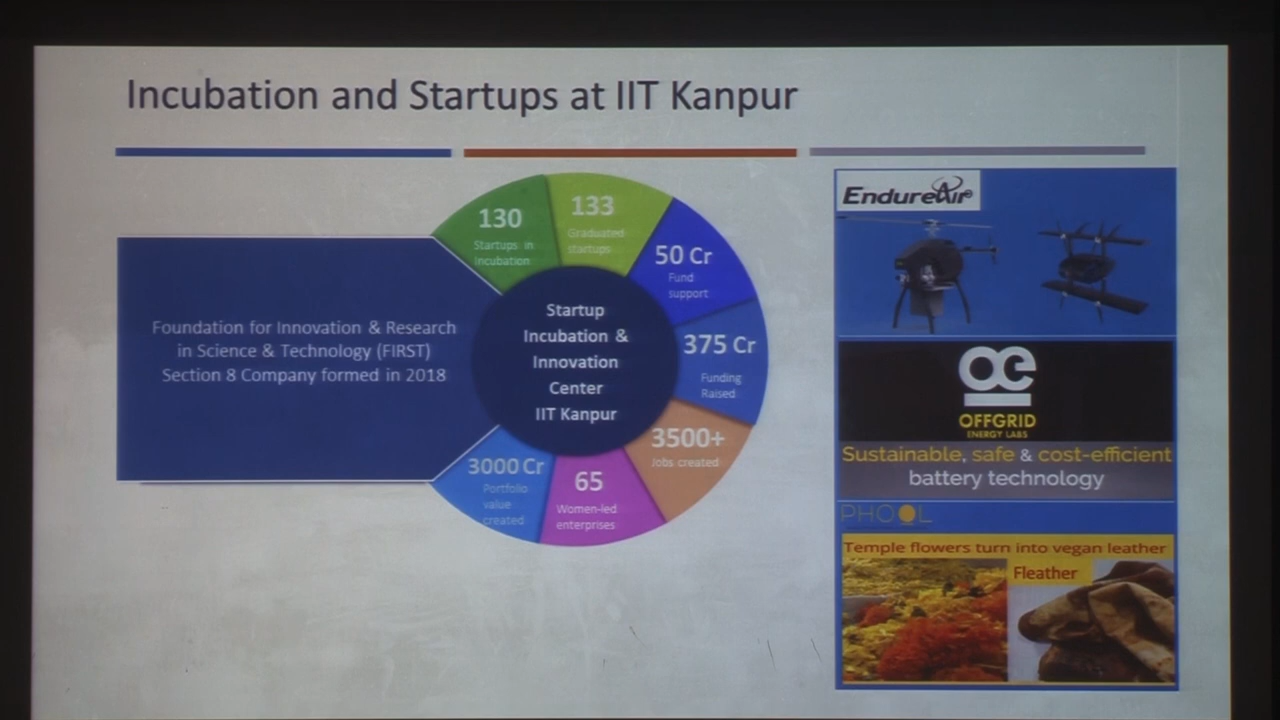 Incubation and Startups at IIT Kanpur
Foundation for Innovation & Research
in Science & Technology (FIRST)
Section 8 Company formed in 2018
130
Startups in
Incubation
133
Graduated
startups
50 Cr
Fund
support
375 Cr
Funding
Raised
3500+
Jobs created
65
Women-led
enterprises
3000 Cr
Portfolio
value
created
Startup
Incubation &
Innovation
Center
IIT Kanpur
EndureAir
oe
OFFGRID
ENERGY LABS
Sustainable, safe & cost-efficient
battery technology
PHOOL
Temple flowers turn into vegan leather
Fleather